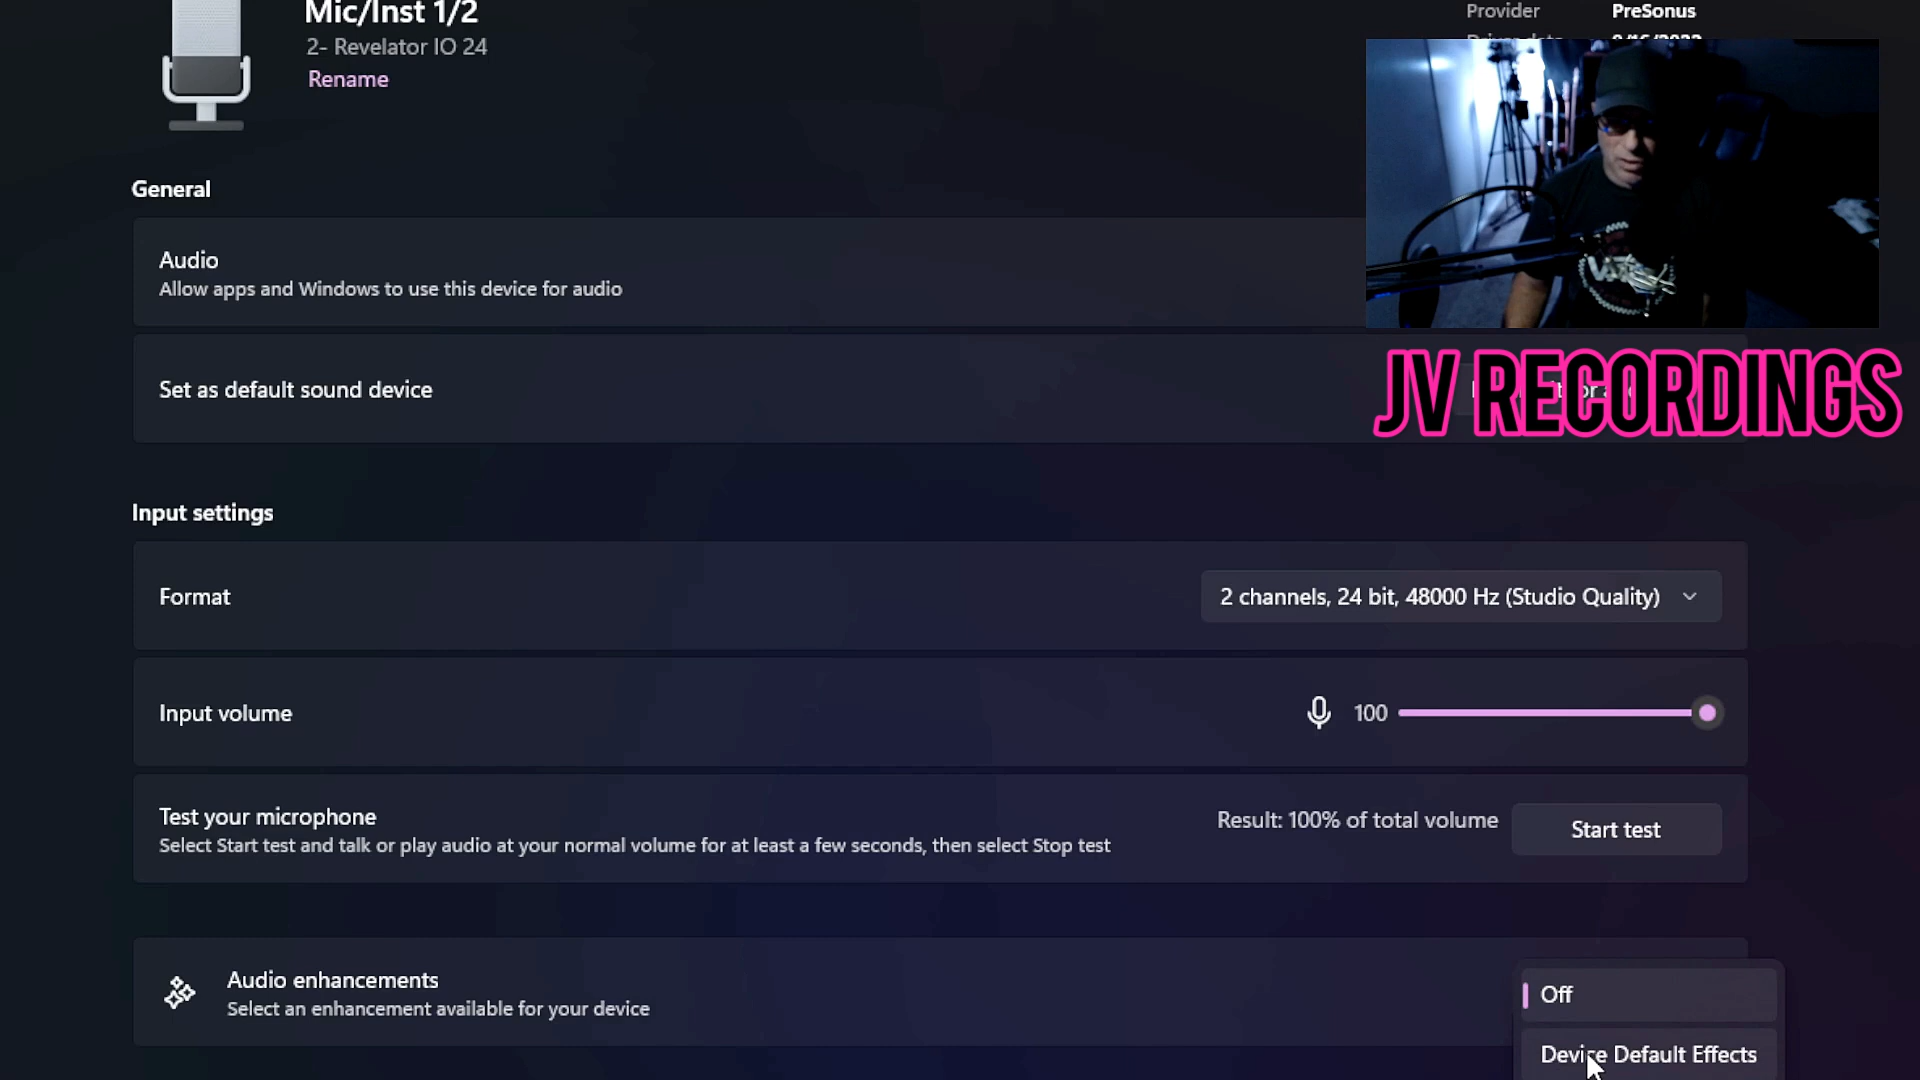 Mic/Inst 1/2
2- Revelator IO 24
Rename
Provider PreSonus
General
Audio
Allow apps and Windows to use this device for audio
Set as default sound device
JV RECORDINGS
Input settings
Format
2 channels, 24 bit, 48000 Hz (Studio Quality)
Input volume
100
Test your microphone
Select Start test and talk or play audio at your normal volume for at least a few seconds, then select Stop test
Result: 100% of total volume
Start test
Audio enhancements
Select an enhancement available for your device
Off
Device Default Effects